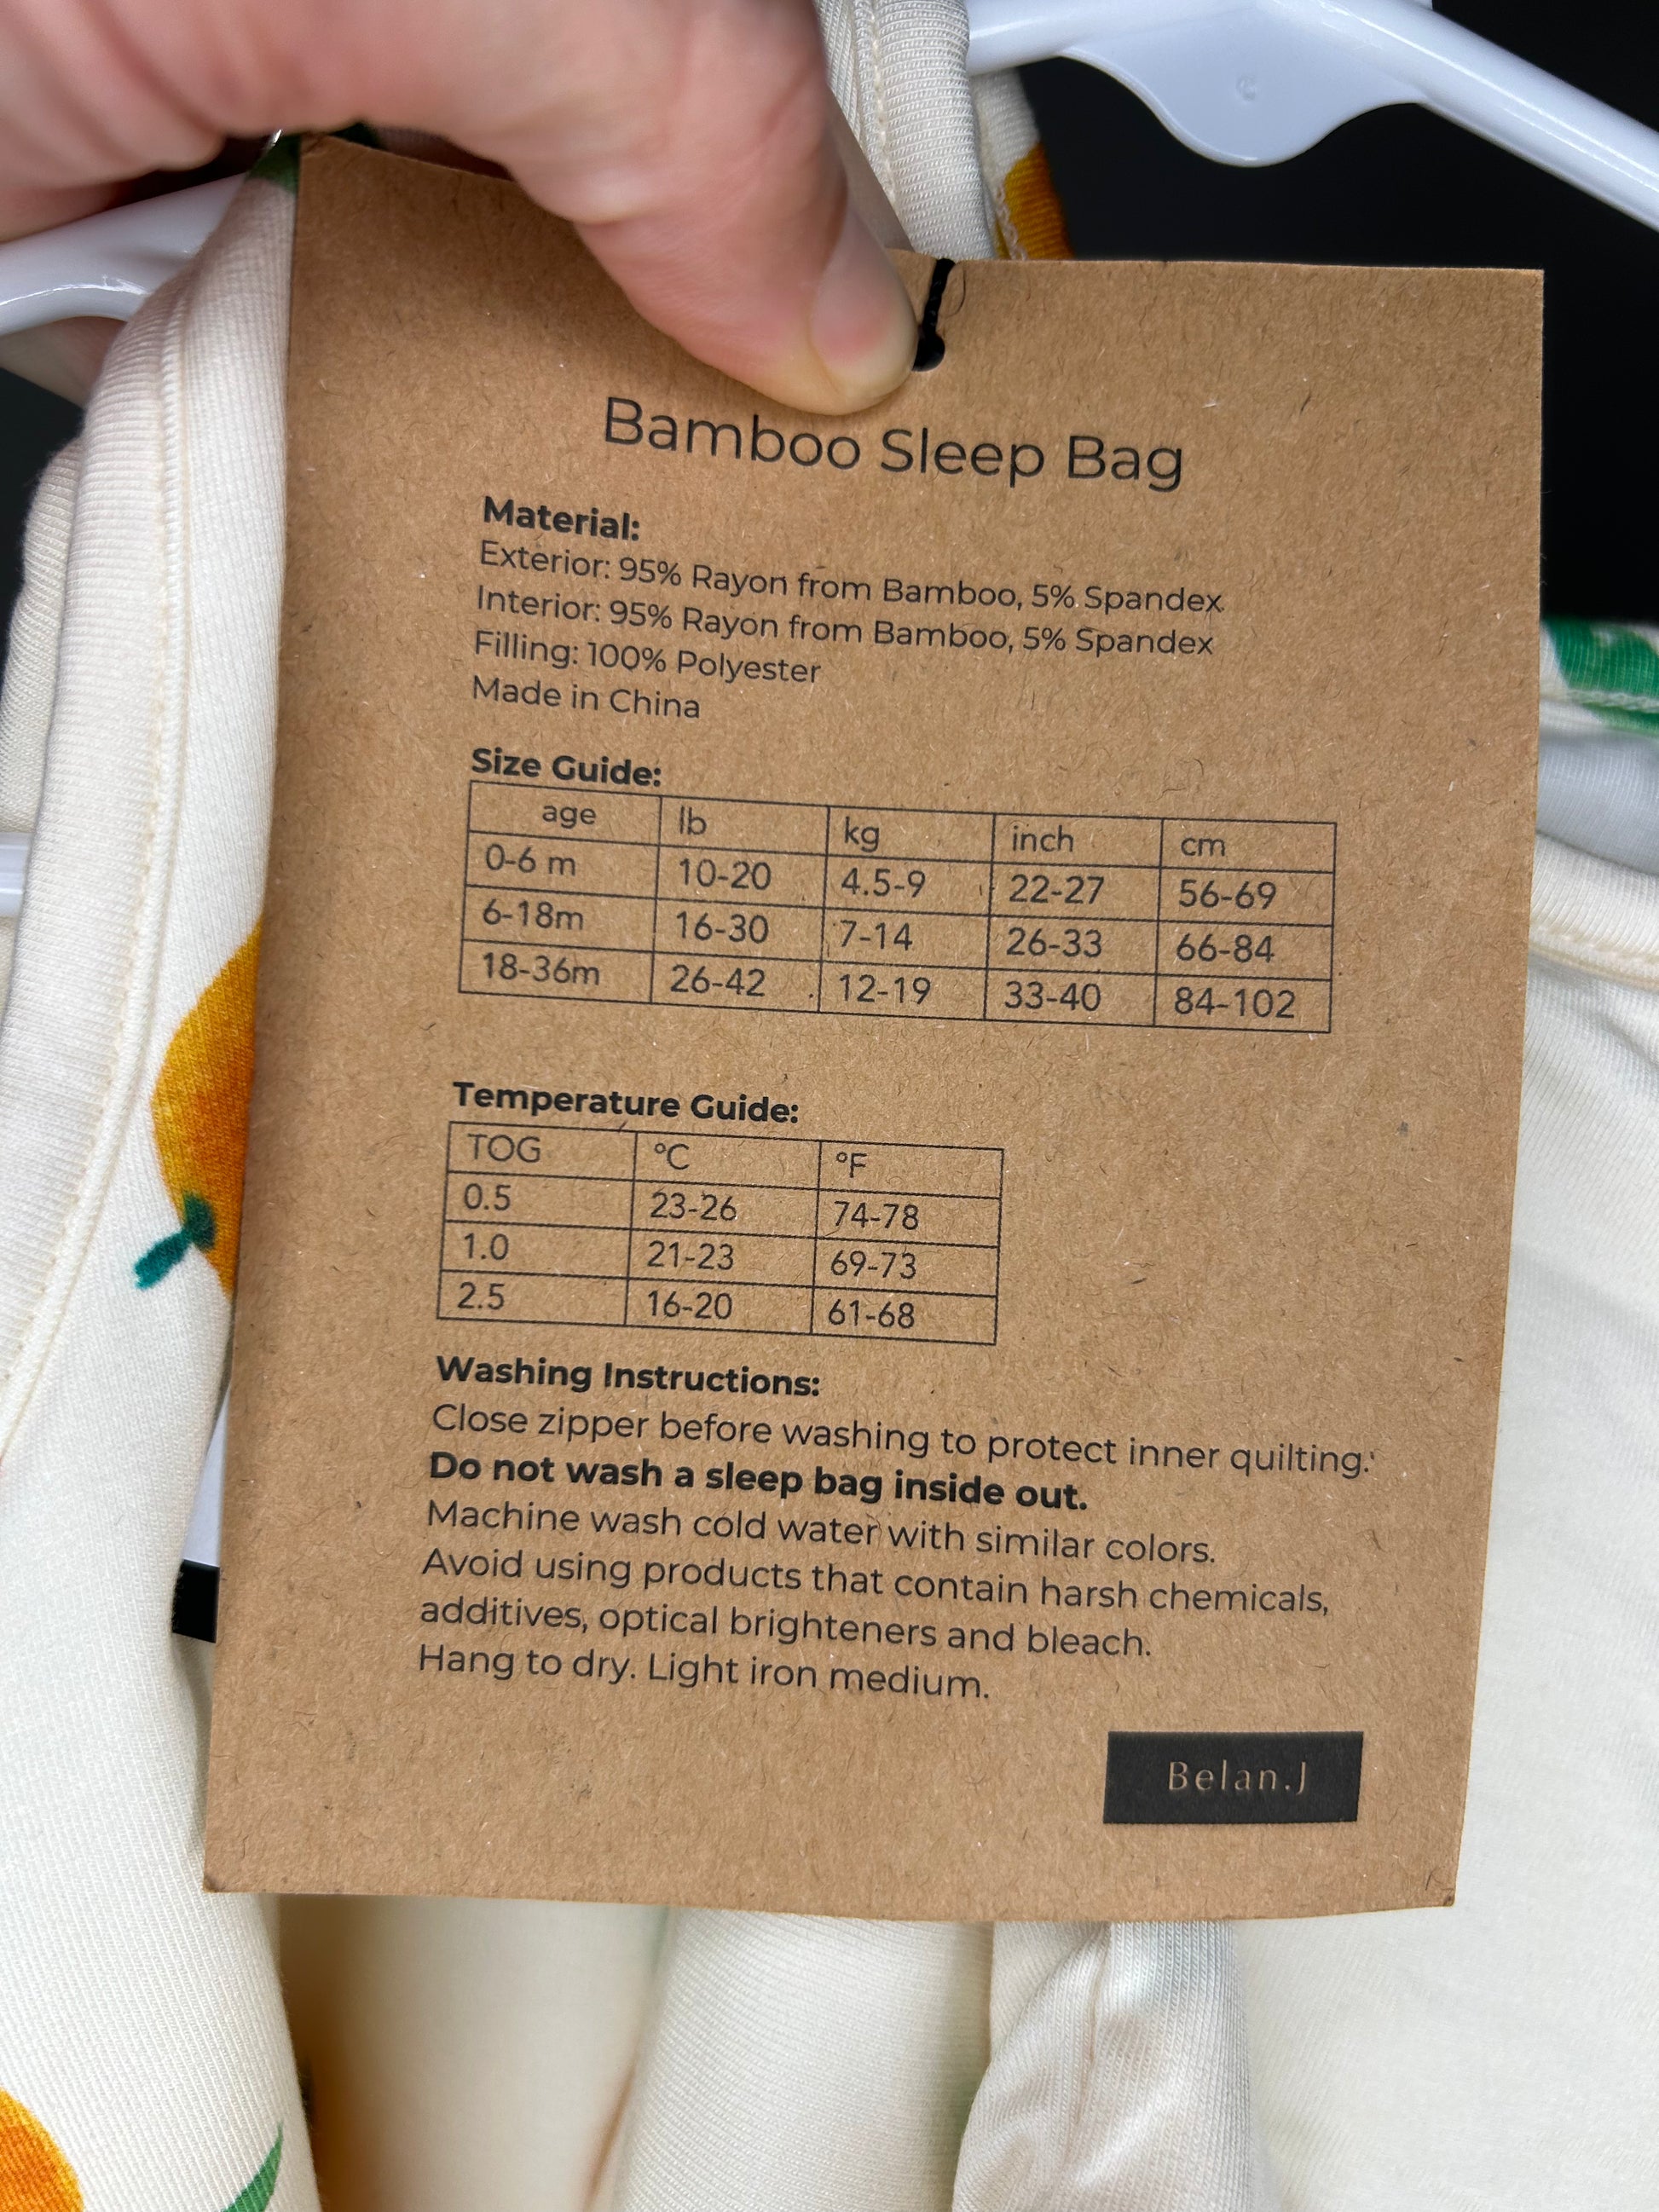 Bamboo Sleep Bag
Material:
Exterior: 95% Rayon from Bamboo, 5% Spandex
Interior: 95% Rayon from Bamboo, 5% Spandex
Filling: 100% Polyester
Made in China
Size Guide:
age lb kg inch cm
0-6 m 10-20 4.5-9 22-27 56-69
6-18m 16-30 7-14 26-33 66-84
18-36m 26-42 12-19 33-40 84-102
Temperature Guide:
TOG °C °F
0.5 23-26 74-78
1.0 21-23 69-73
2.5 16-20 61-68
Washing Instructions:
Close zipper before washing to protect inner quilting.
Do not wash a sleep bag inside out.
Machine wash cold water with similar colors.
Avoid using products that contain harsh chemicals,
additives, optical brighteners and bleach.
Hang to dry. Light iron medium.
Belan.J